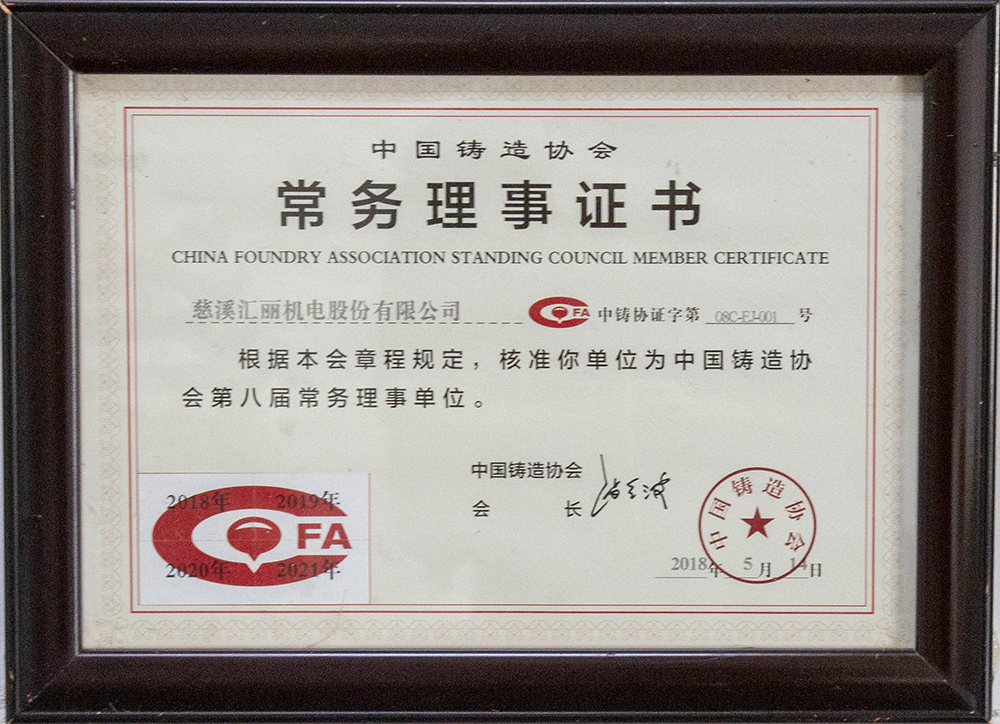 中国铸造协会
常务理事证书
CHINA FOUNDRY ASSOCIATION STANDING COUNCIL MEMBER CERTIFICATE
慈溪汇丽机电股份有限公司 CFA 中铸协证字第 08C-EJ-001 号
根据本会章程规定，核准你单位为中国铸造协
会第八届常务理事单位。
中国铸造协会
会 长
中国铸造协会
2018年 5月 14日
2018年 2019年
CFA
2020年 2021年